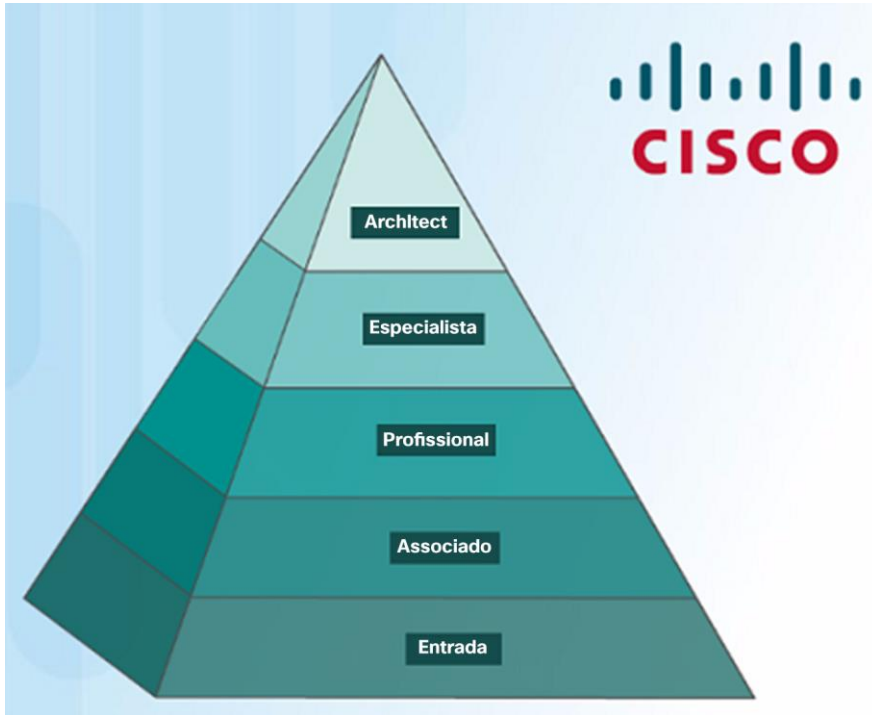 CISCO
ArchItect
Especialista
Profissional
Associado
Entrada